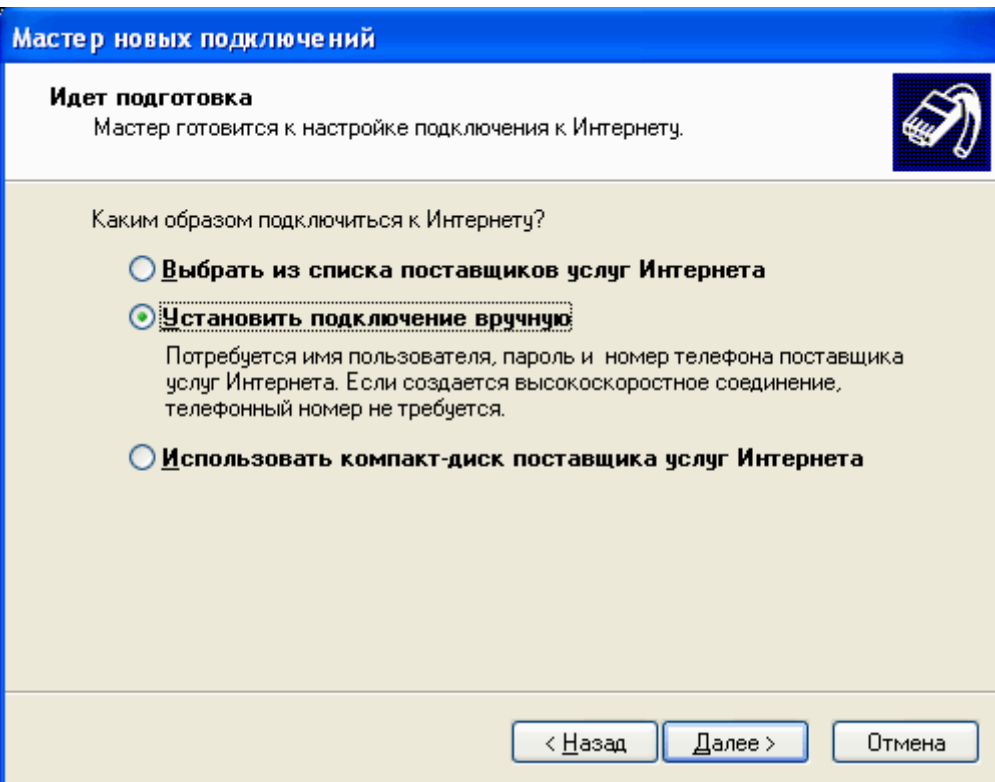 Мастер новых подключений
Идет подготовка
Мастер готовится к настройке подключения к Интернету.
Каким образом подключиться к Интернету?
Выбрать из списка поставщиков услуг Интернета
Установить подключение вручную
Потребуется имя пользователя, пароль и номер телефона поставщика
услуг Интернета. Если создается высокоскоростное соединение,
телефонный номер не требуется.
Использовать компакт-диск поставщика услуг Интернета
< Назад Далее > Отмена